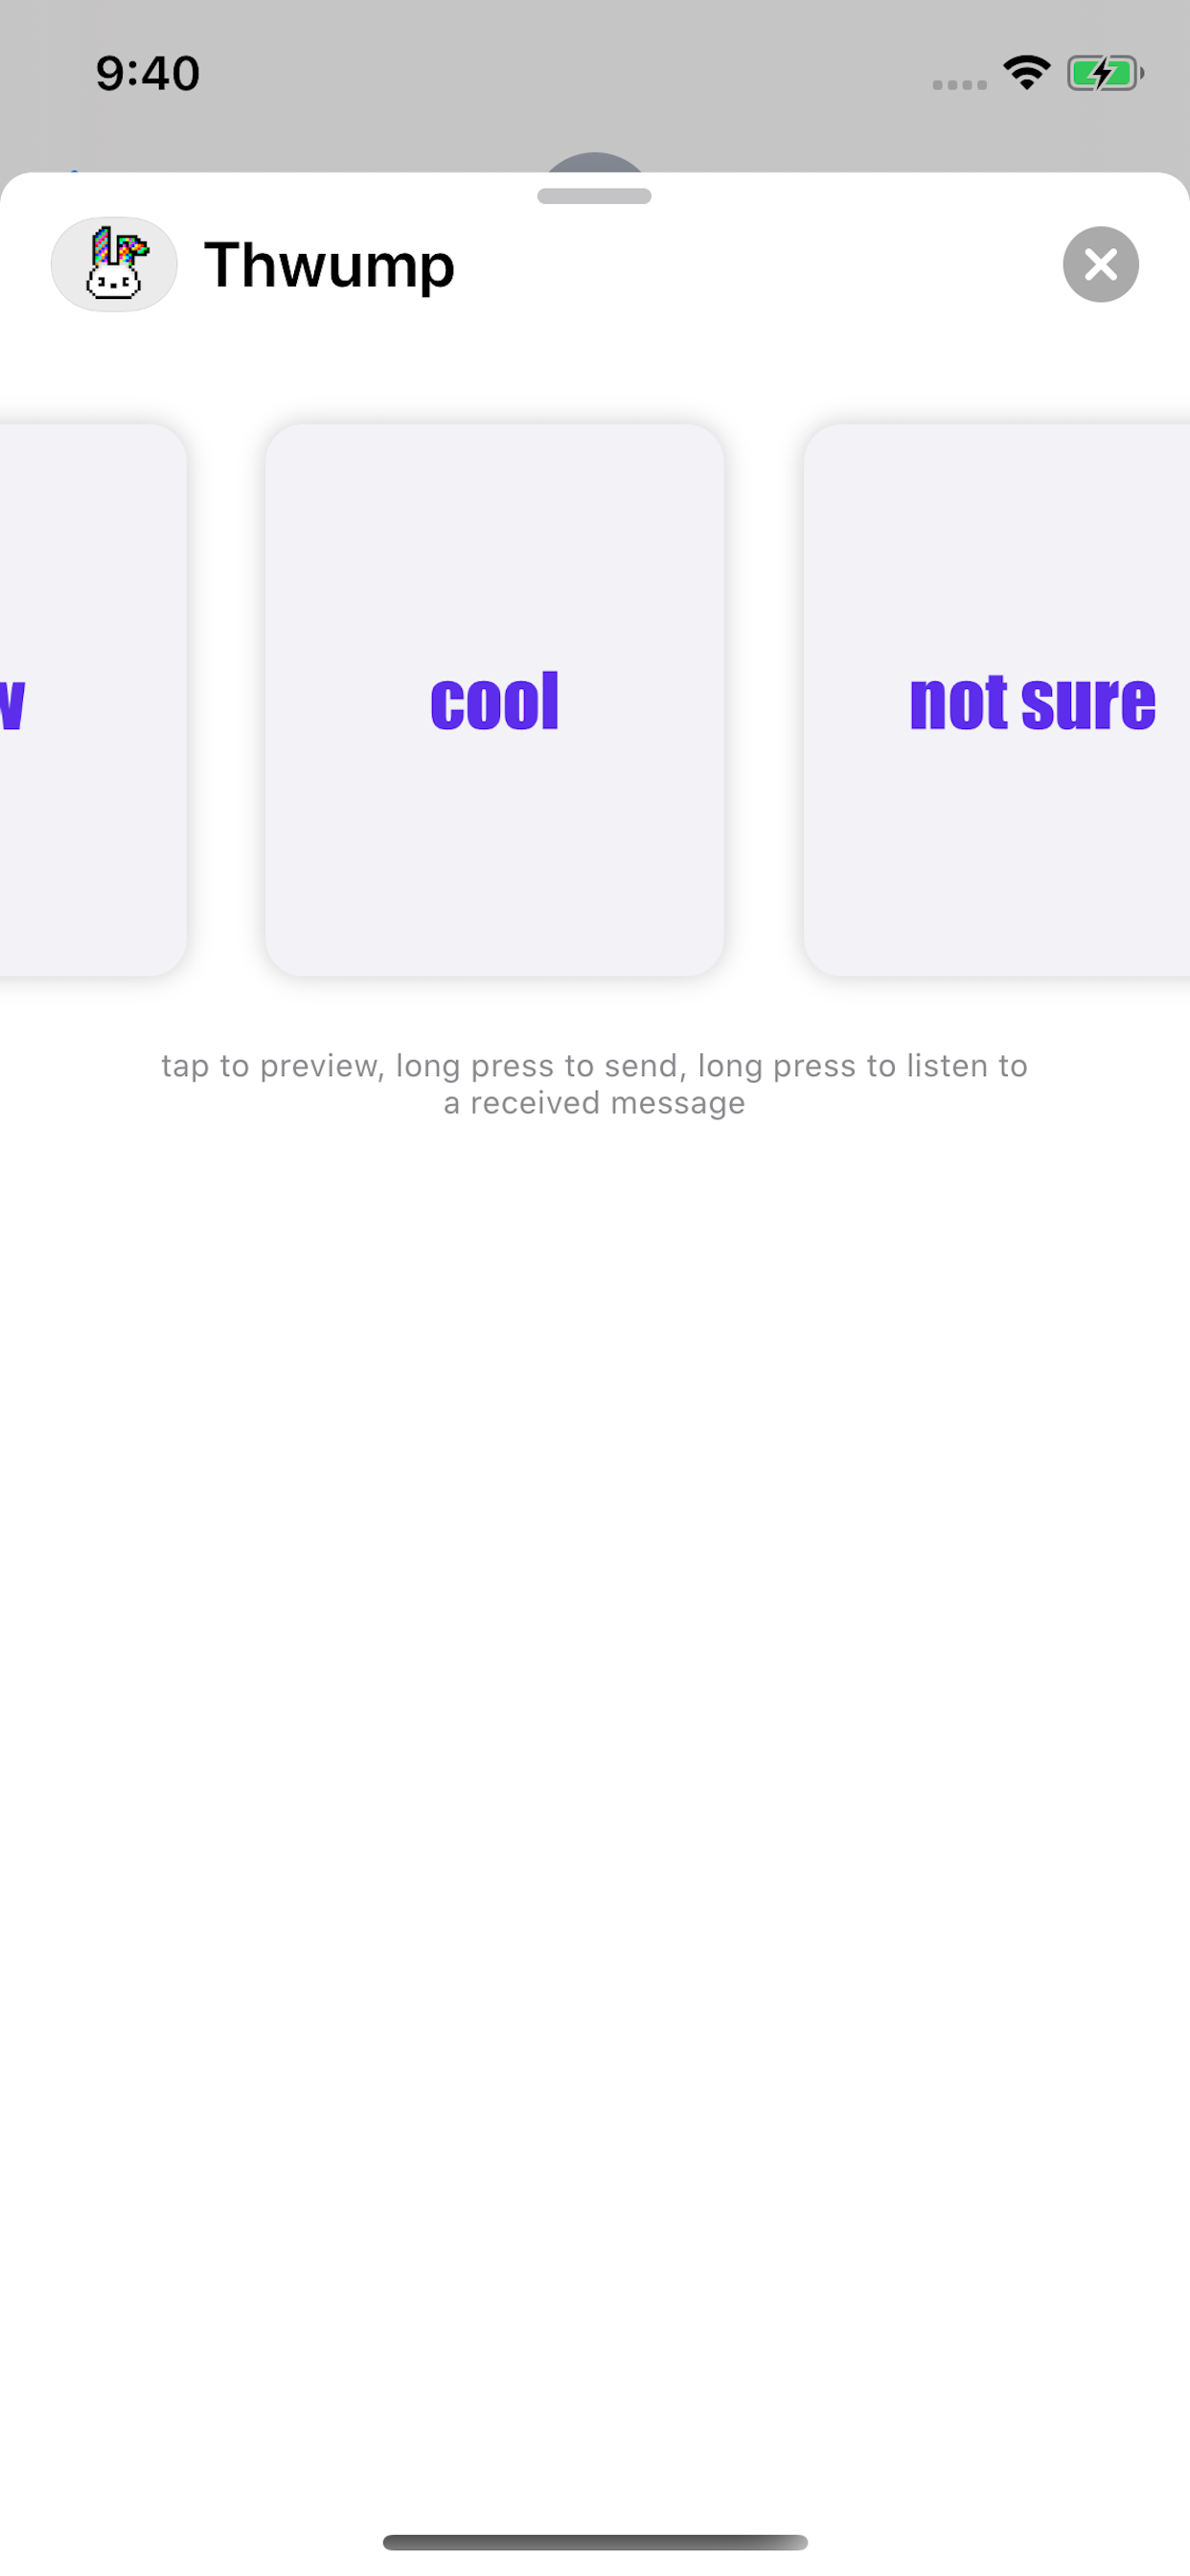 9:40
Thwump
cool
not sure
tap to preview, long press to send, long press to listen to
a received message